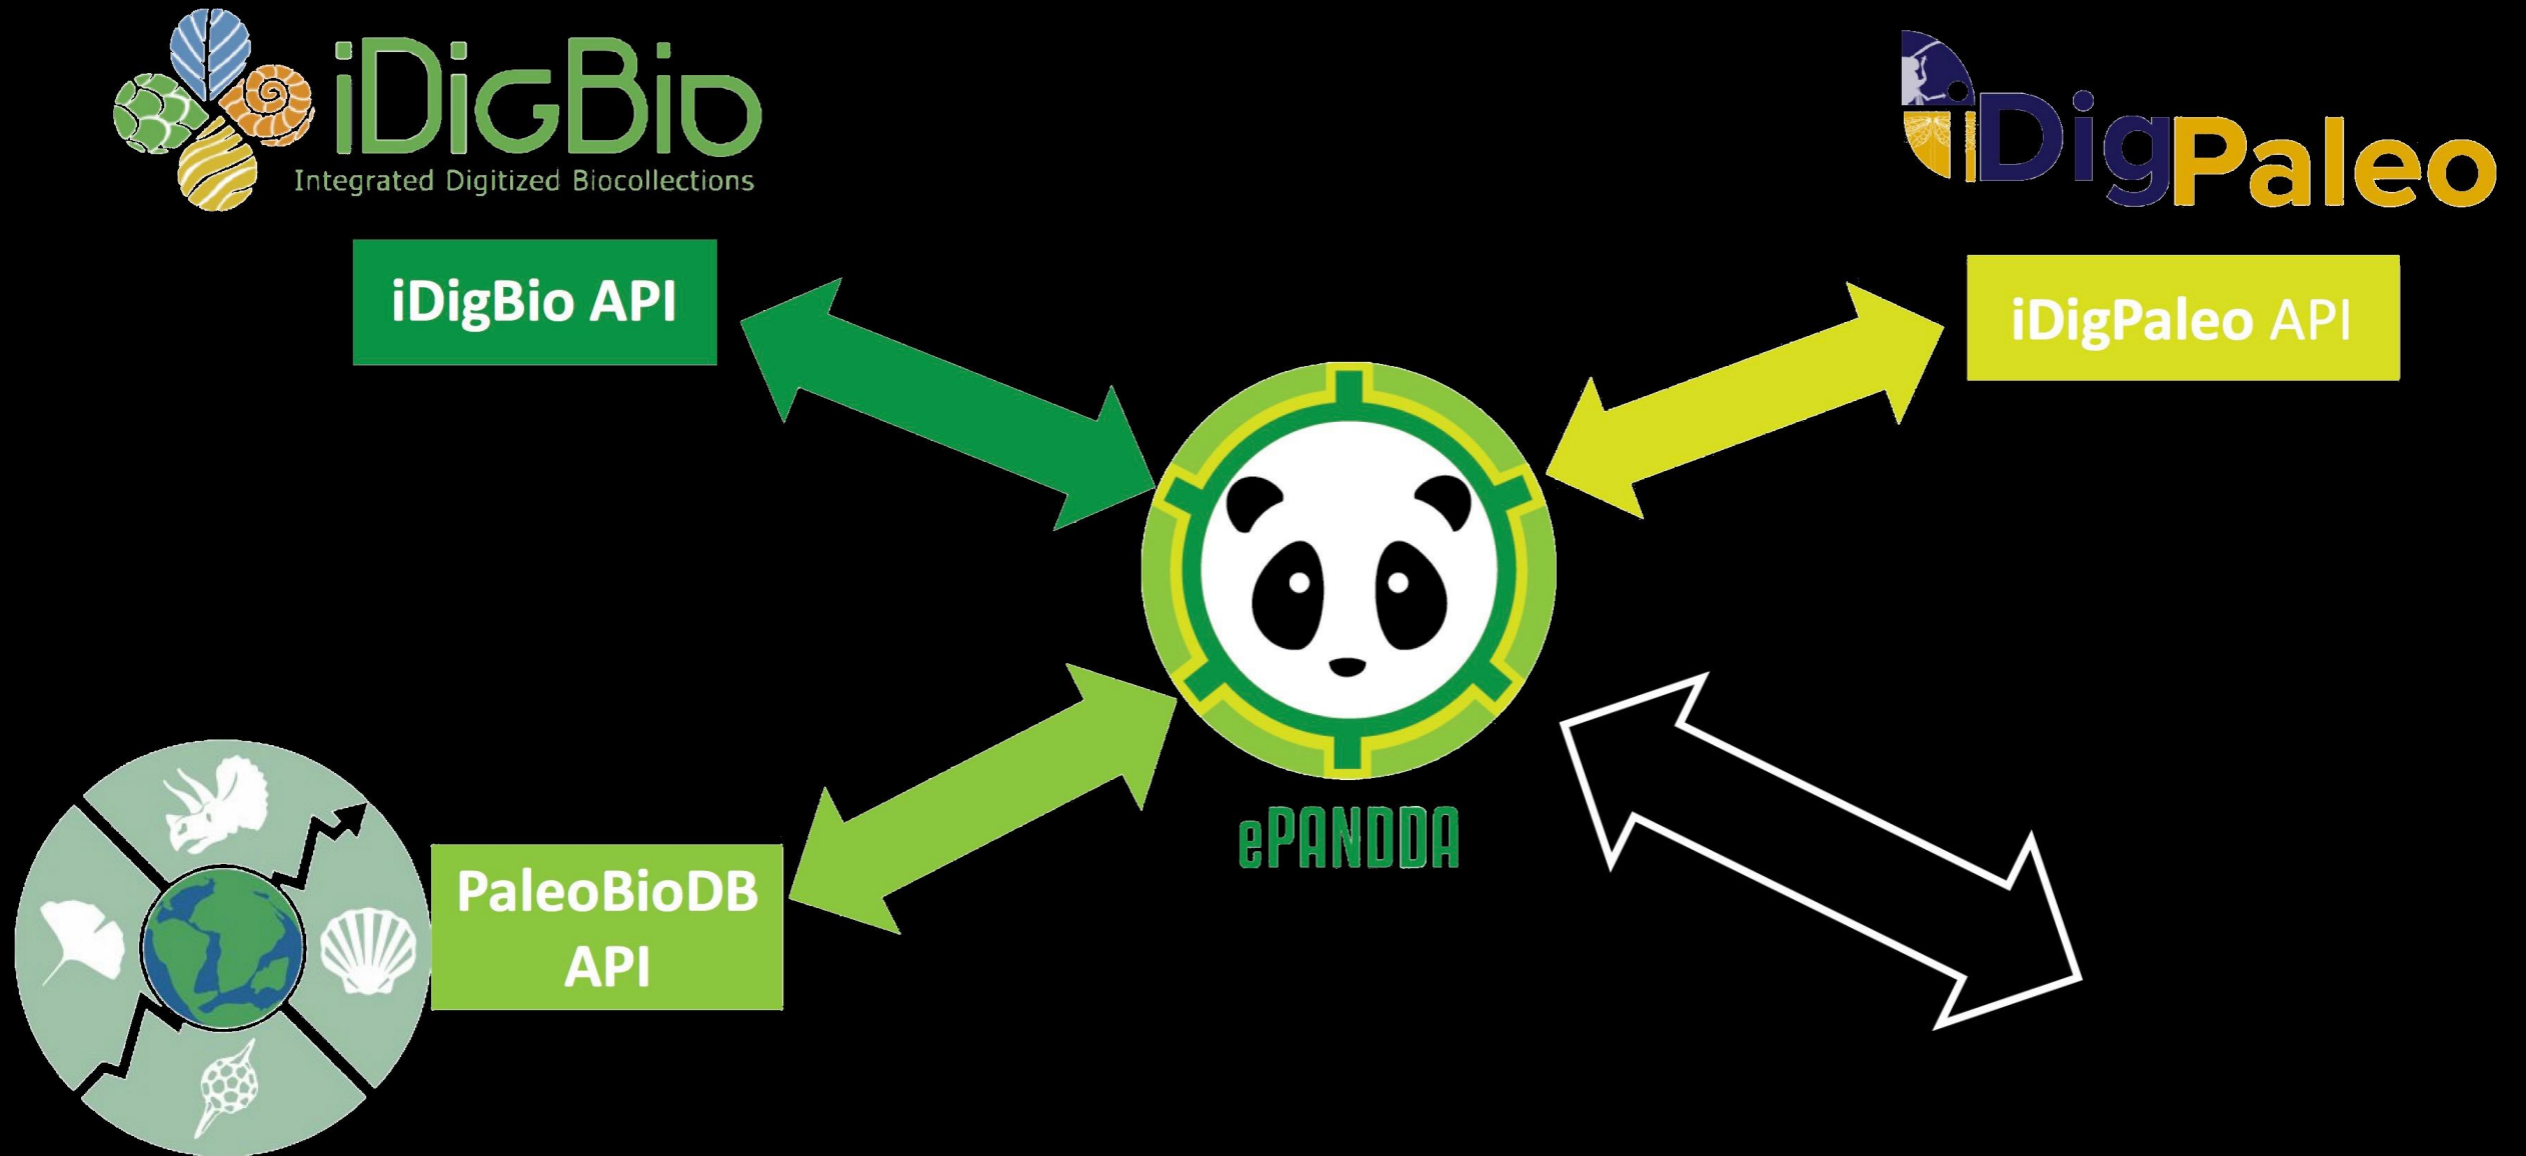 iDigBio
Integrated Digitized Biocollections
iDigBio API
iDigPaleo
iDigPaleo API
ePANDDA
PaleoBioDB
API